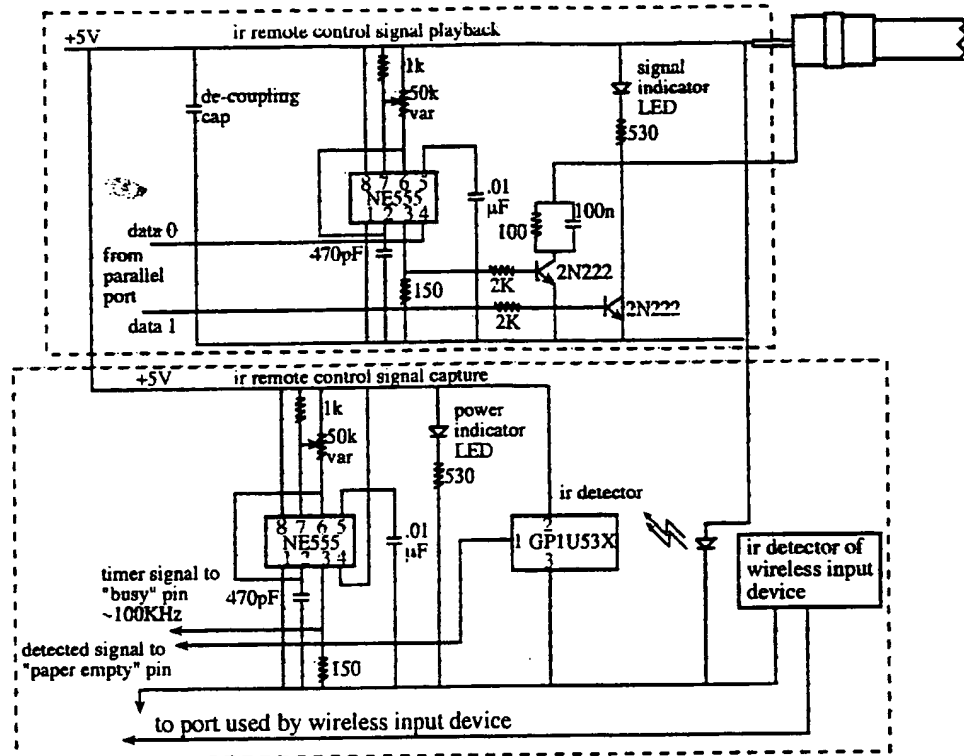 +5V
ir remote control signal playback
1k
50k
var
de-coupling
cap
signal
indicator
LED
530
8 7 6 5
NE555
1 2 3 4
.01
µF
100
100n
data 0
from
parallel
port
470pF
150
2K
2N222
data 1
2K
2N222
+5V
ir remote control signal capture
1k
50k
var
power
indicator
LED
530
ir detector
8 7 6 5
NE555
1 2 3 4
.01
µF
2
1 GP1U53X
3
ir detector of
wireless input
device
timer signal to
"busy" pin
~100KHz
470pF
detected signal to
"paper empty" pin
150
to port used by wireless input device